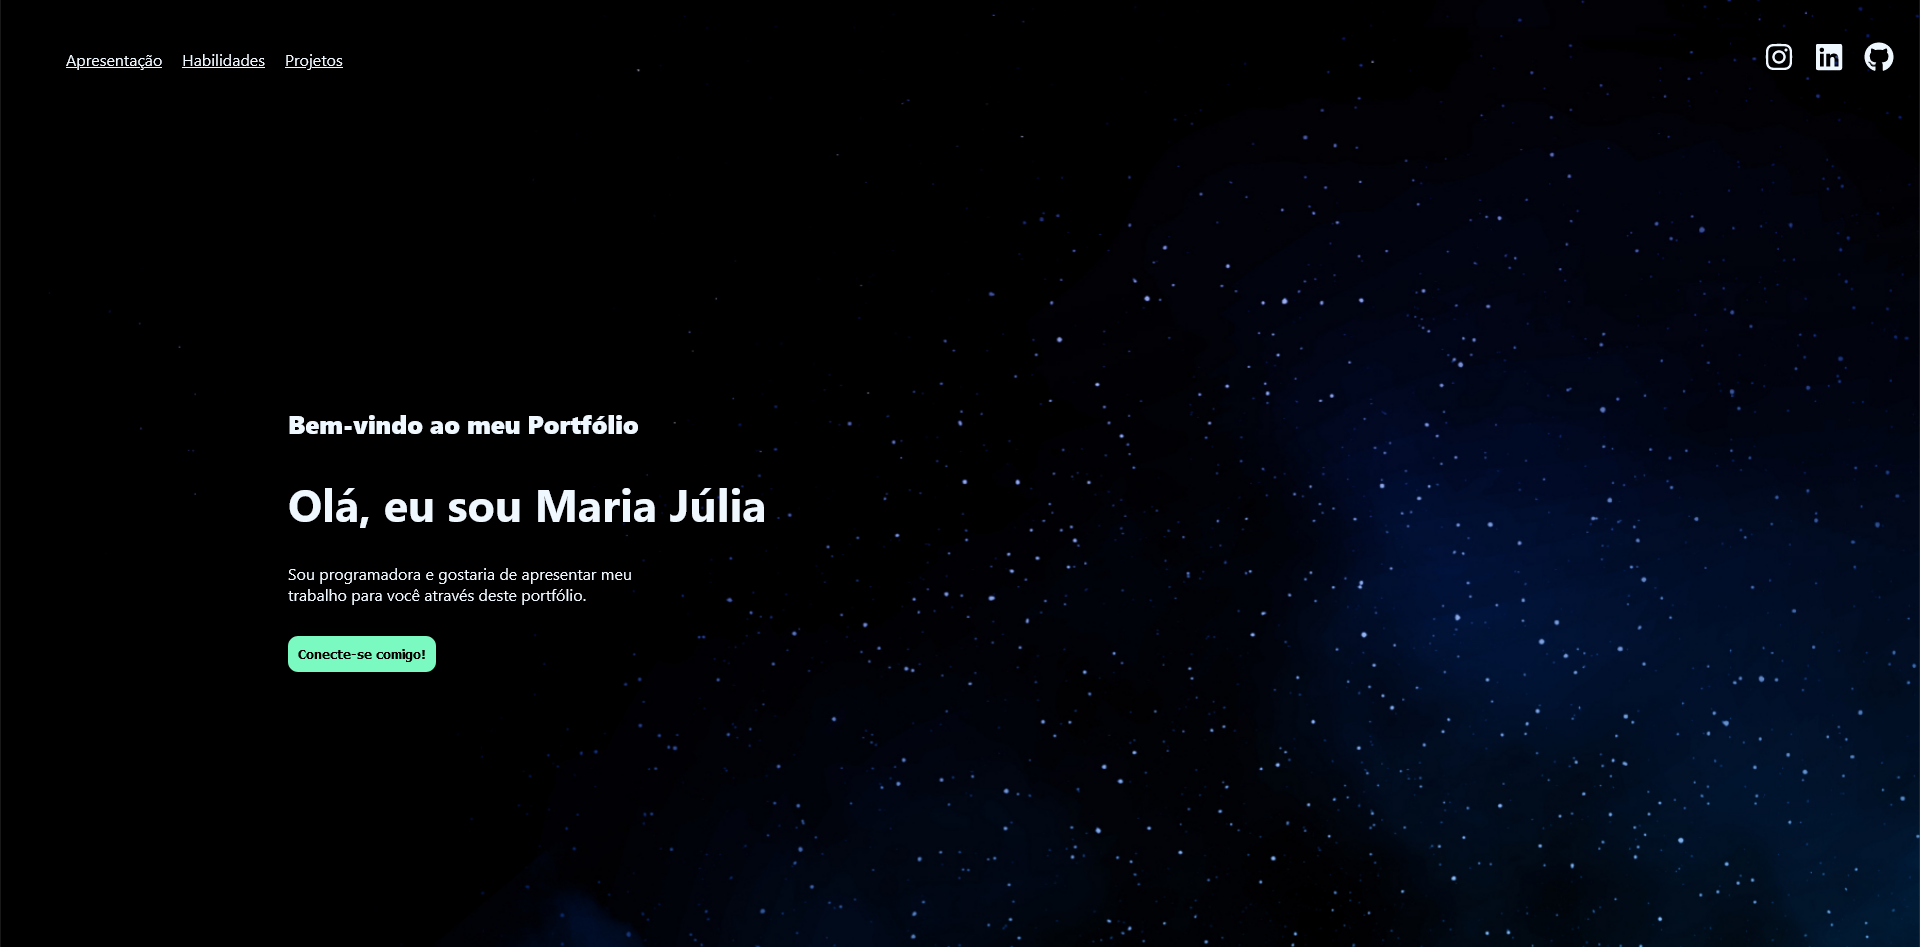 Apresentação Habilidades Projetos
Bem-vindo ao meu Portfólio
Olá, eu sou Maria Júlia
Sou programadora e gostaria de apresentar meu
trabalho para você através deste portfólio.
Conecte-se comigo!